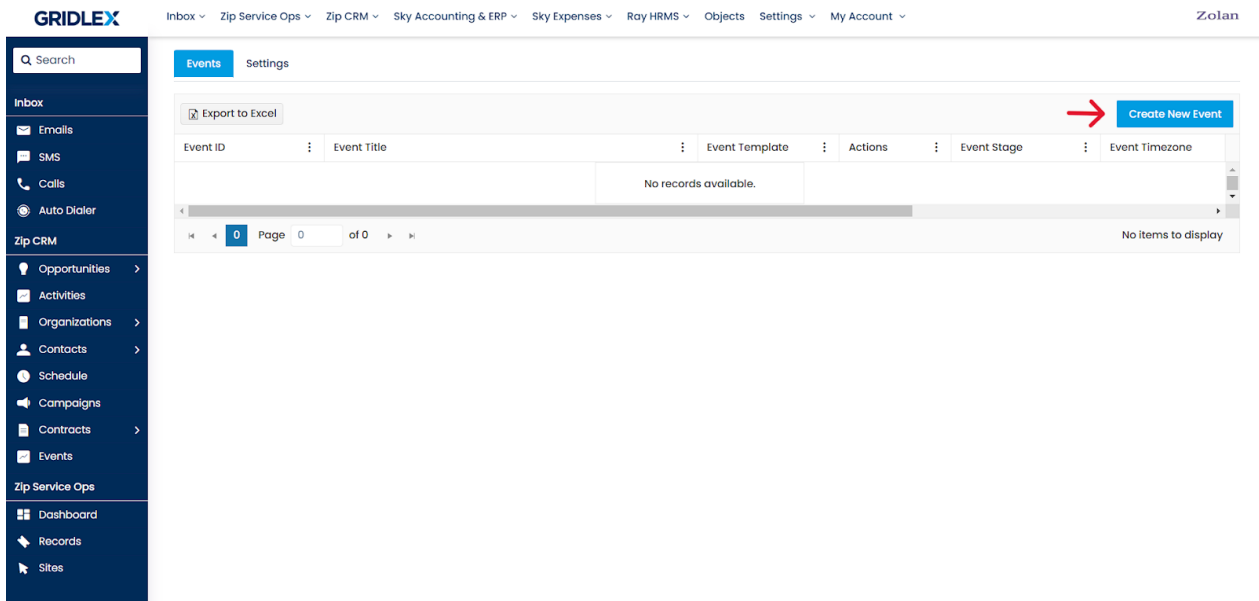 GRIDLEX
Inbox Zip Service Ops Zip CRM Sky Accounting & ERP Sky Expenses Ray HRMS Objects Settings My Account
Zolan
Search
Inbox
Emails
SMS
Calls
Auto Dialer
Zip CRM
Opportunities
Activities
Organizations
Contacts
Schedule
Campaigns
Contracts
Events
Zip Service Ops
Dashboard
Records
Sites
Events Settings
Export to Excel
Create New Event
Event ID Event Title Event Template Actions Event Stage Event Timezone
No records available.
0 Page 0 of 0
No items to display